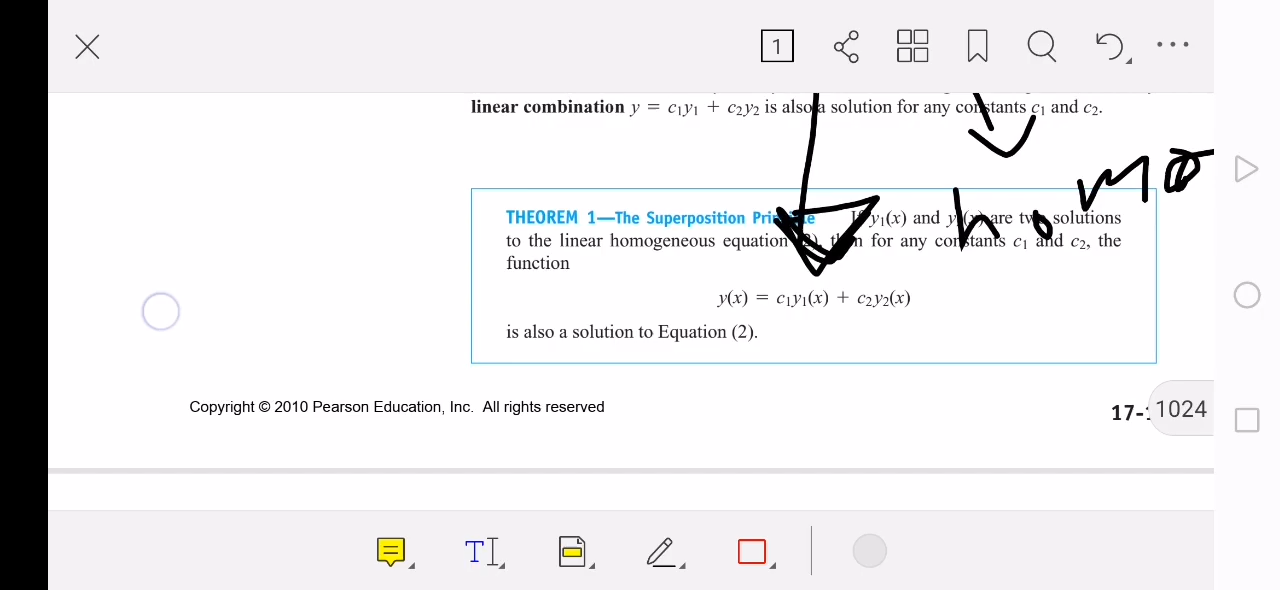 1
linear combination y = c₁y₁ + c₂y₂ is also a solution for any constants c₁ and c₂.
THEOREM 1—The Superposition Principle If y₁(x) and y₂(x) are two solutions
to the linear homogeneous equation (2), then for any constants c₁ and c₂, the
function
y(x) = c₁y₁(x) + c₂y₂(x)
is also a solution to Equation (2).
homo
Copyright © 2010 Pearson Education, Inc. All rights reserved
17-
1024
T